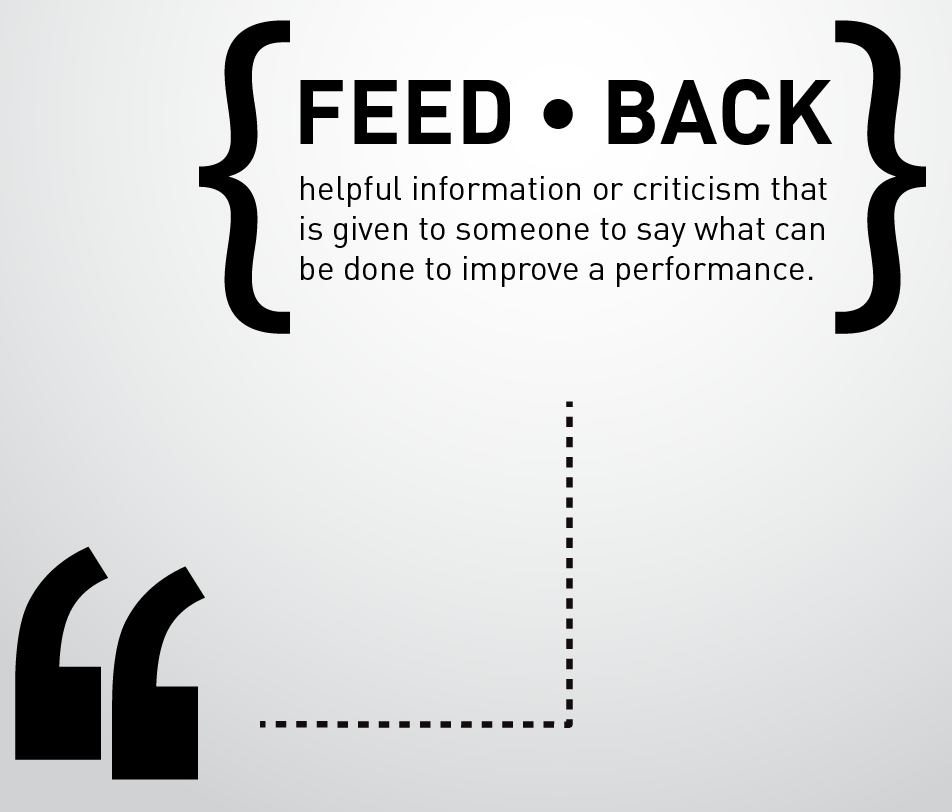 { FEED • BACK }
helpful information or criticism that
is given to someone to say what can
be done to improve a performance.
“